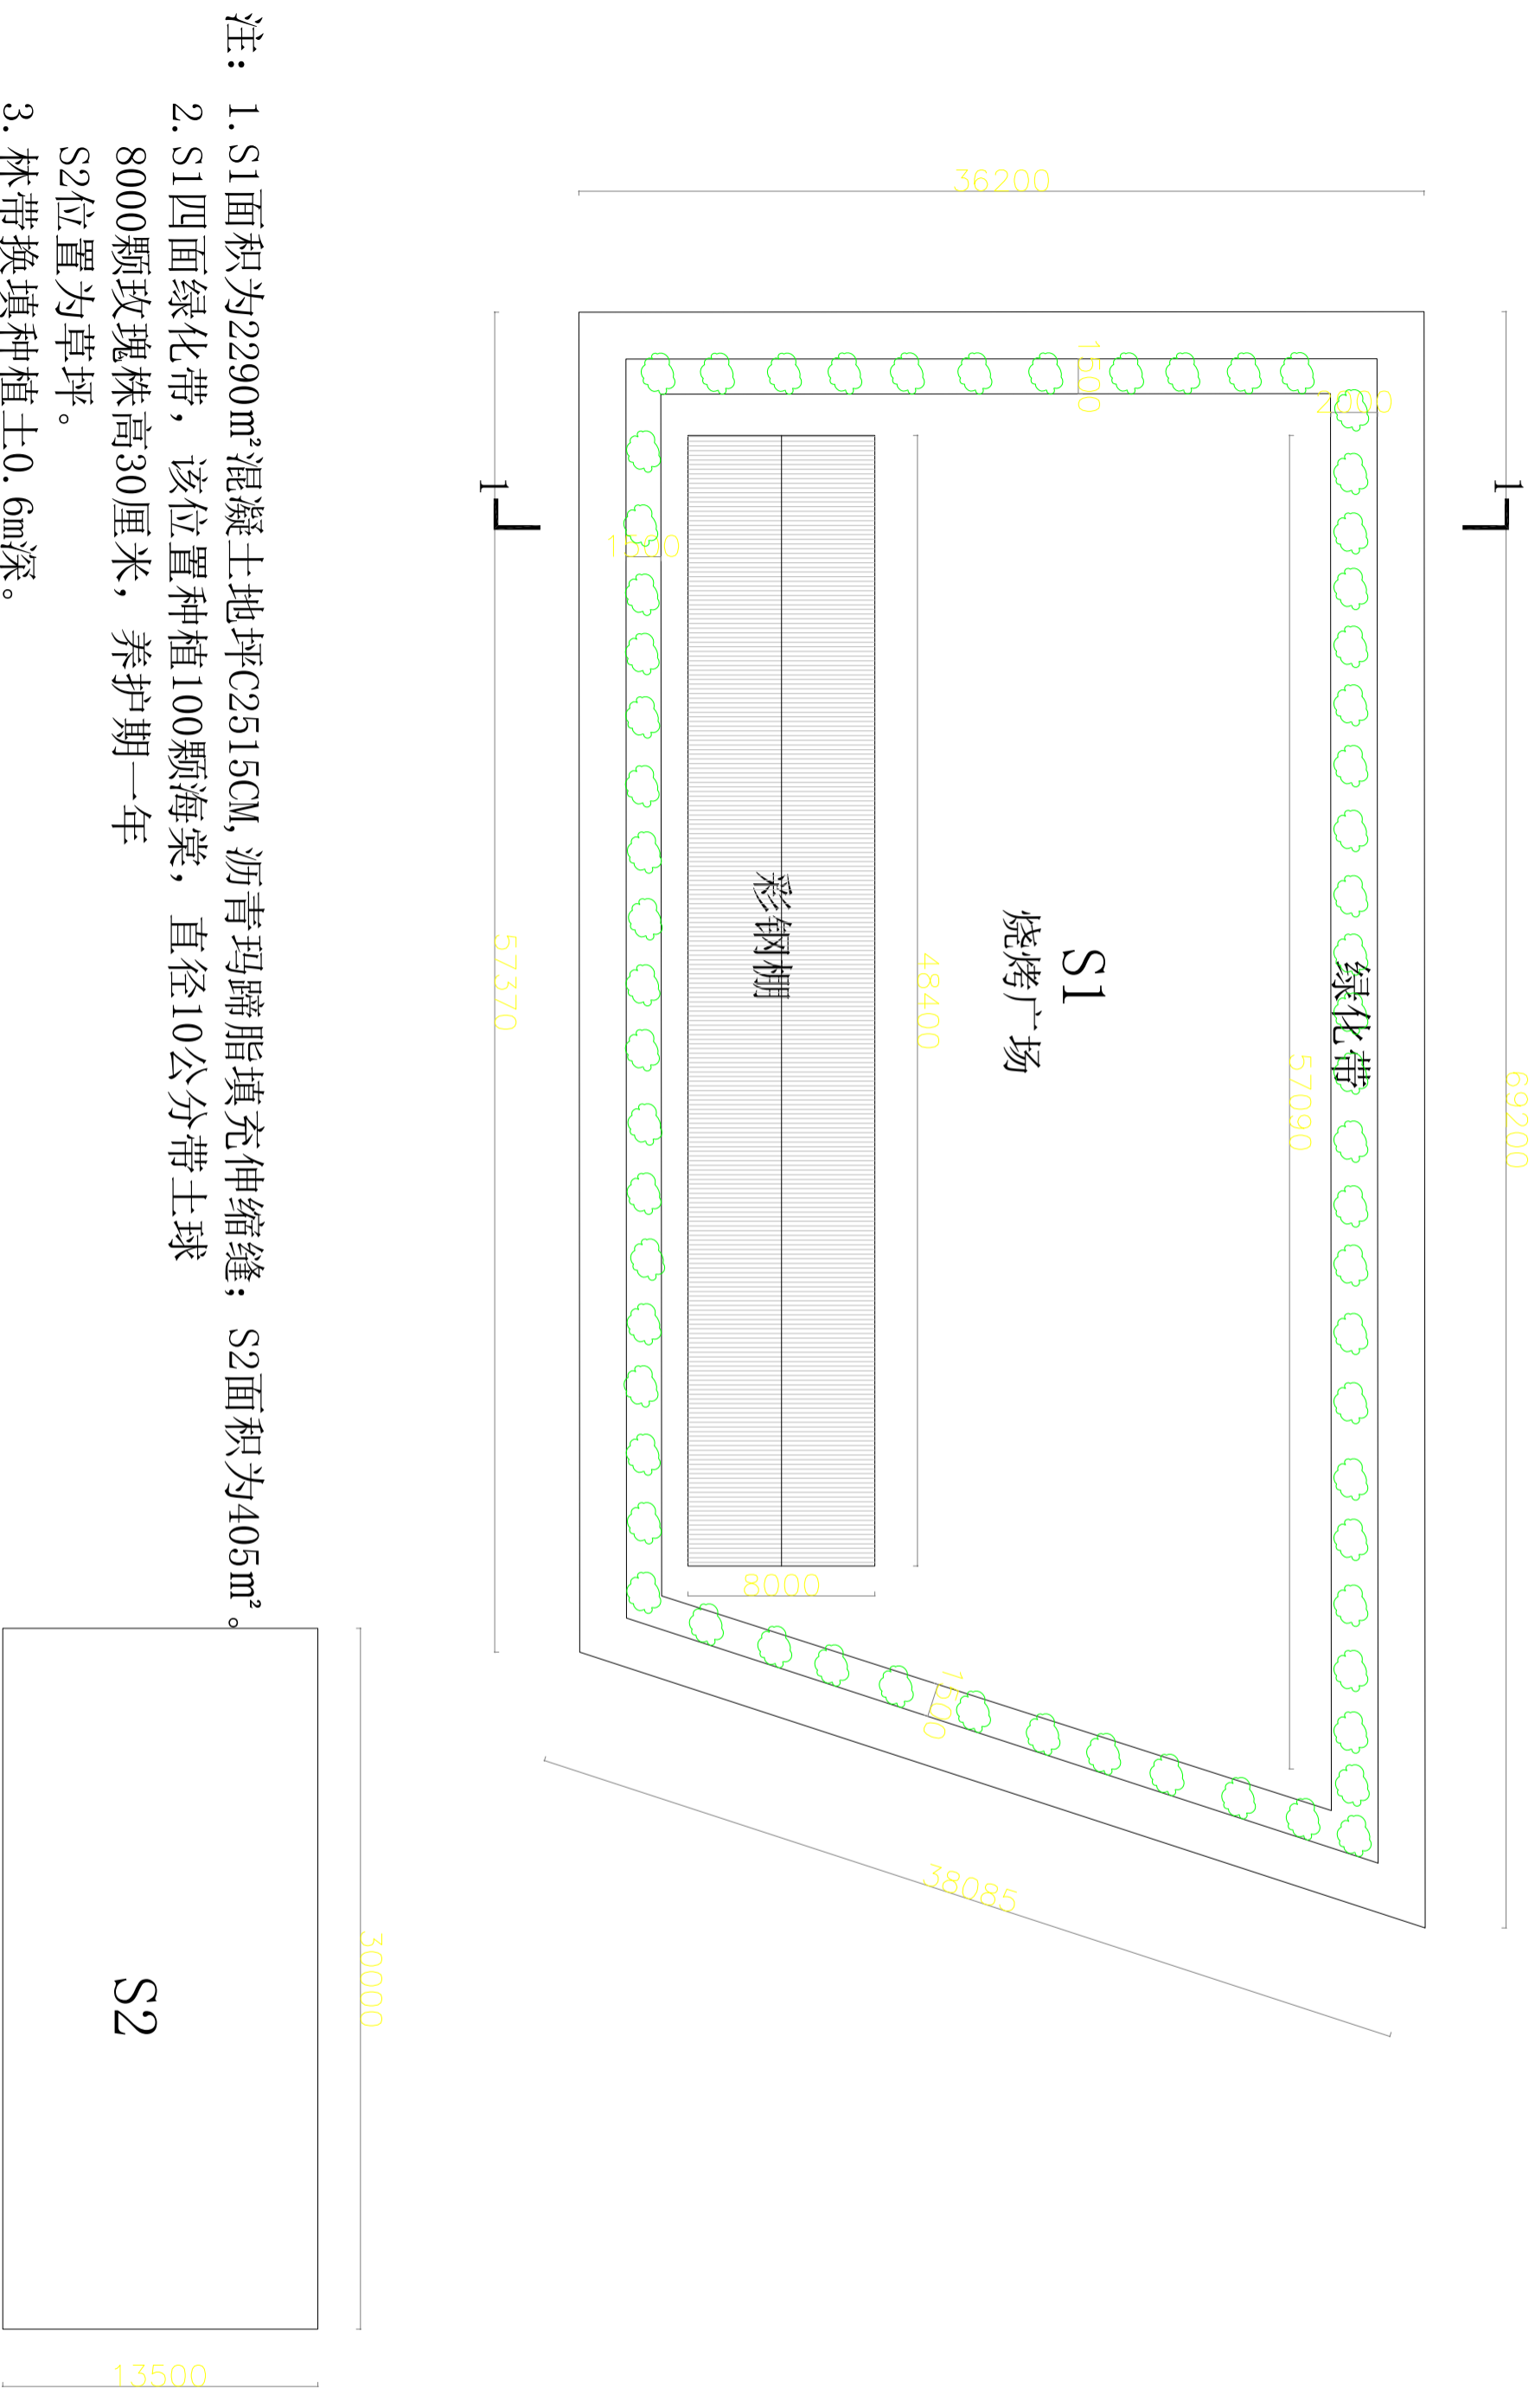 69200
1
1
绿化带
2000
57090
S1
烧烤广场
1500
36200
48400
彩钢棚
8000
1500
1500
57370
38085
注: 1.S1面积为2290m²混凝土地坪C2515CM,沥青玛蹄脂填充伸缩缝; S2面积为405m²。
2.S1四面绿化带, 该位置种植100颗海棠, 直径10公分带土球
8000颗玫瑰株高30厘米, 养护期一年
S2位置为草坪。
3.林带换填种植土0.6m深。
30000
S2
13500